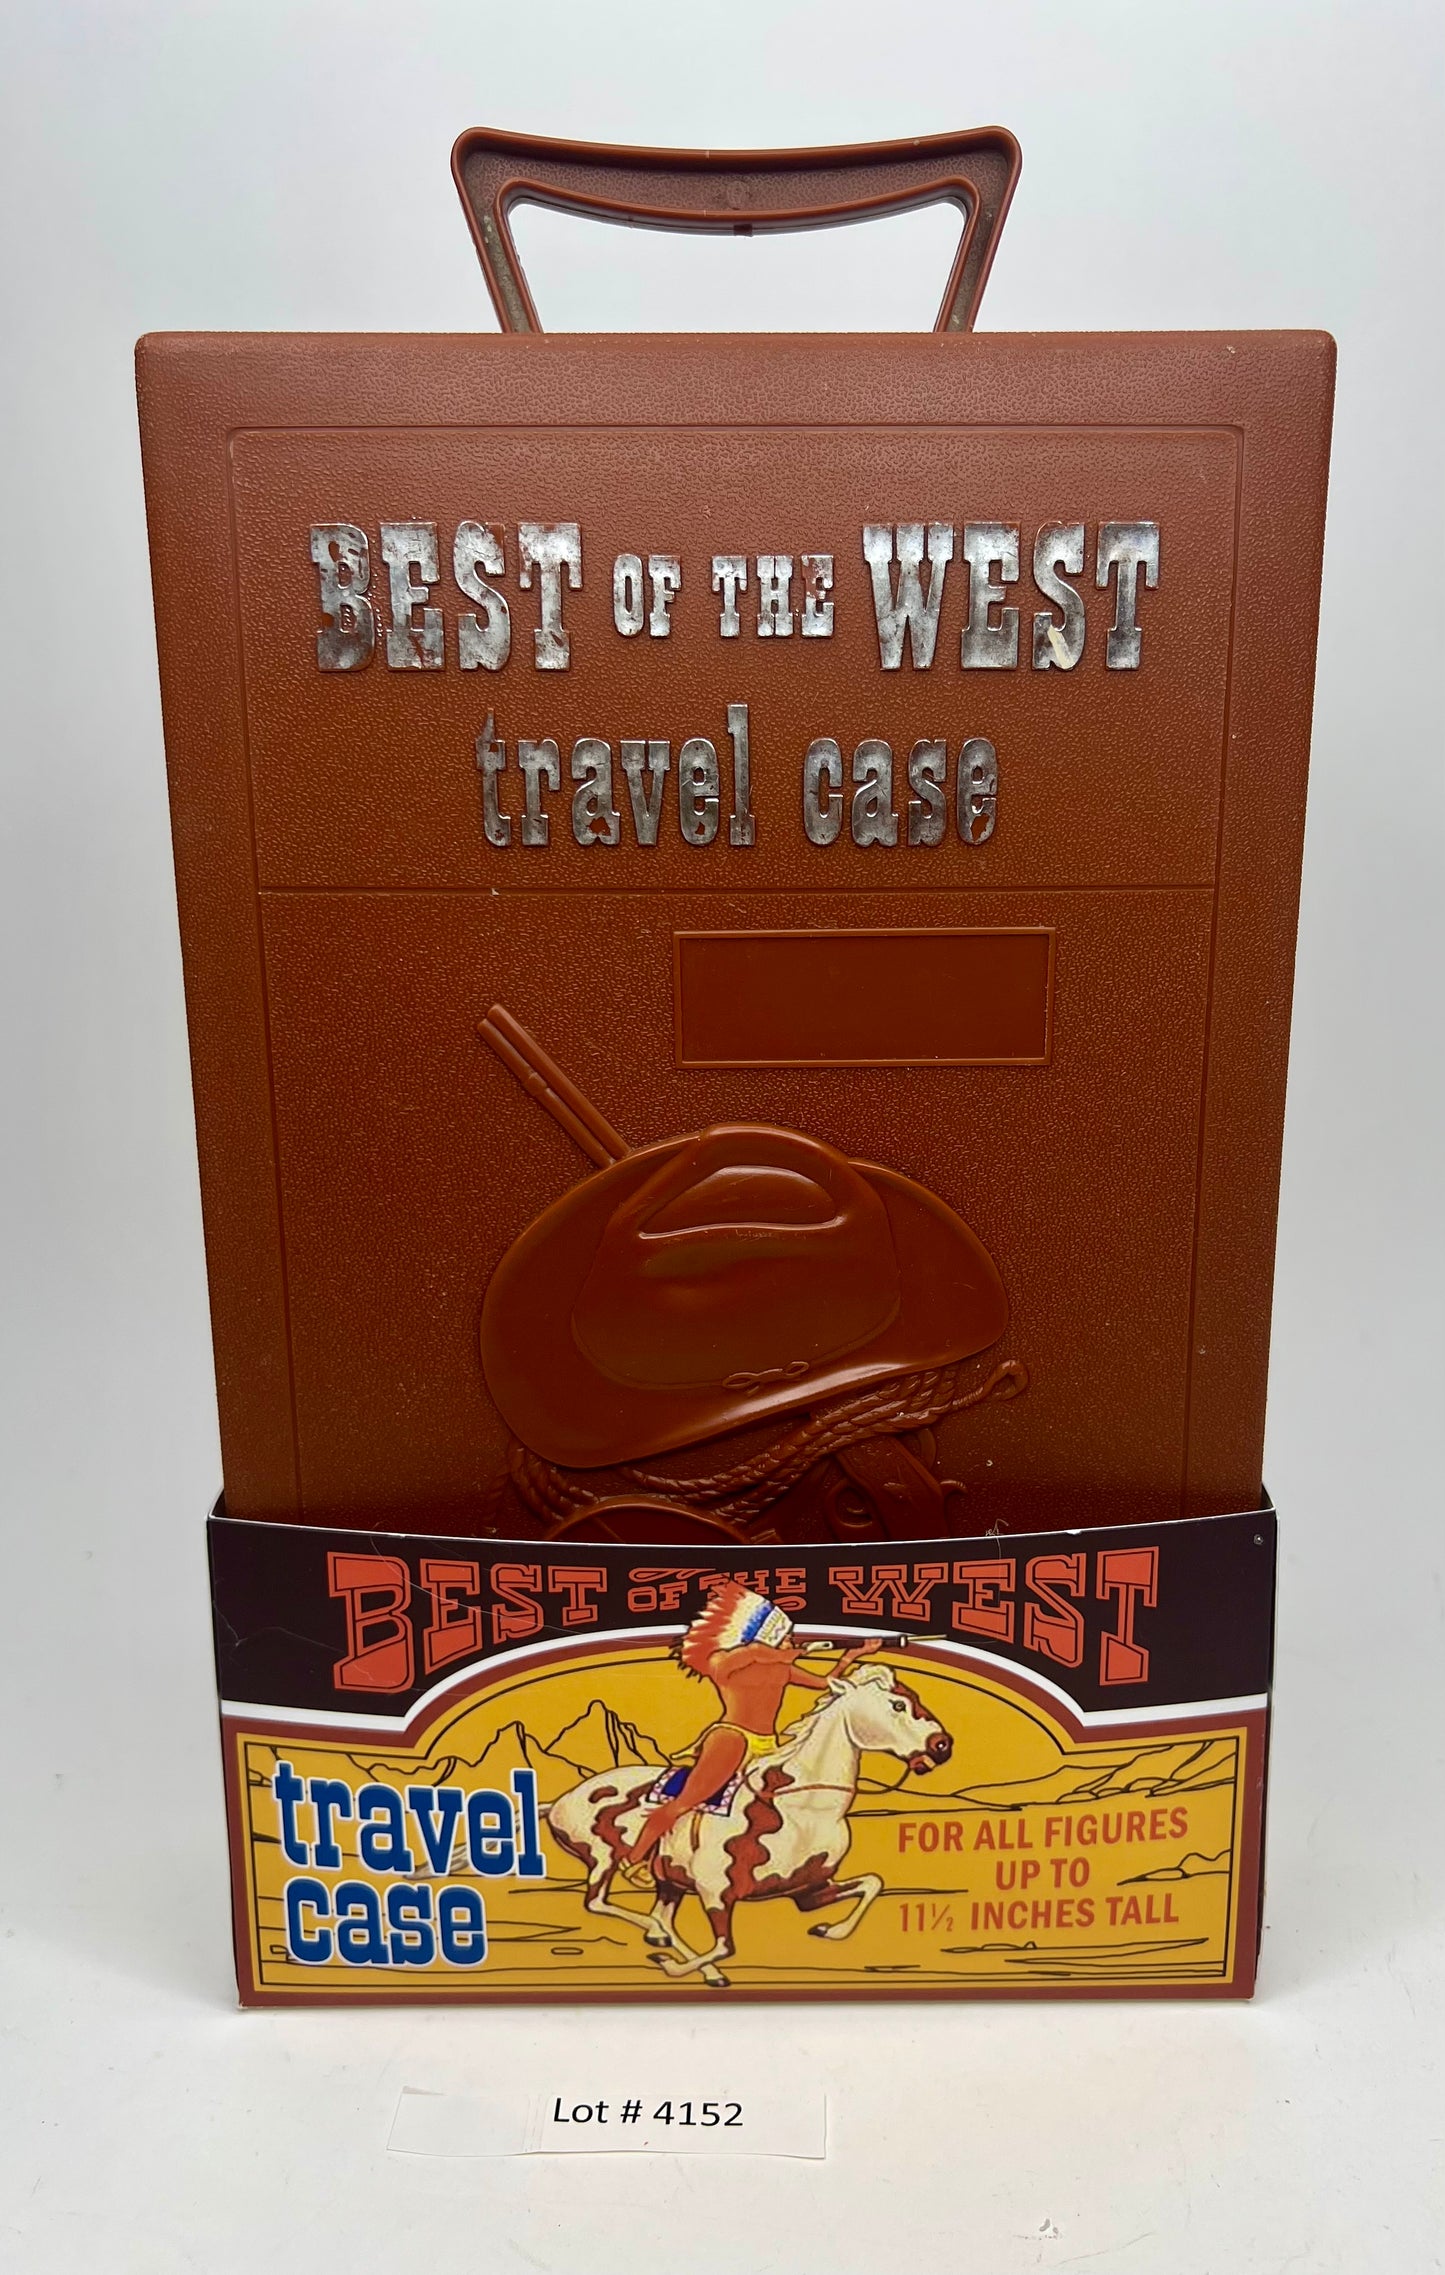 BEST OF THE WEST
travel case
BEST OF THE WEST
travel
case
FOR ALL FIGURES
UP TO
11½ INCHES TALL
Lot # 4152